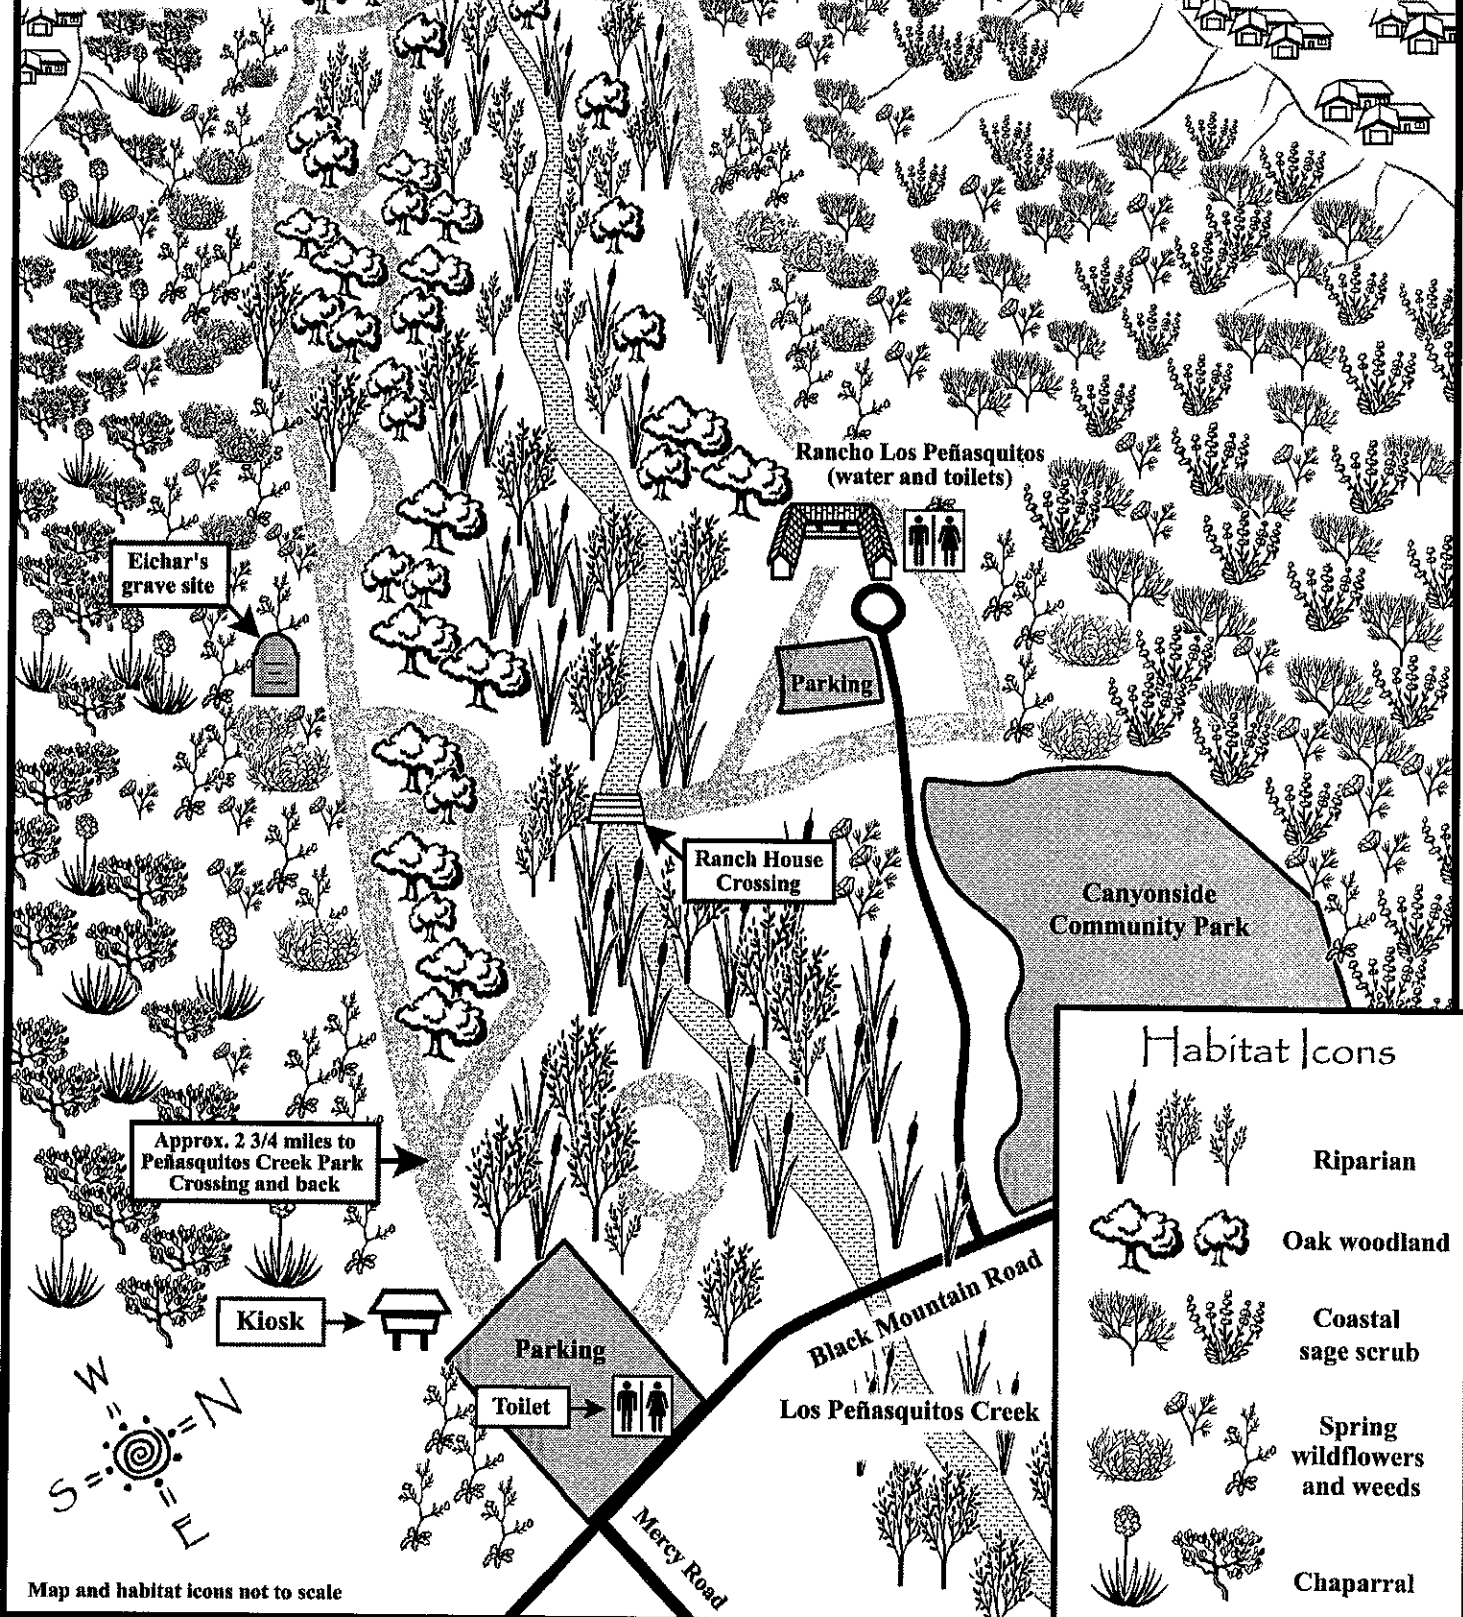 Rancho Los Peñasquitos
(water and toilets)
Eichar's
grave site
Parking
Ranch House
Crossing
Canyonside
Community Park
Habitat Icons
Riparian
Oak woodland
Coastal
sage scrub
Spring
wildflowers
and weeds
Chaparral
Approx. 2 3/4 miles to
Peñasquitos Creek Park
Crossing and back
Kiosk
Parking
Toilet
Black Mountain Road
Los Peñasquitos Creek
Mercy Road
W
N
S
E
Map and habitat icons not to scale